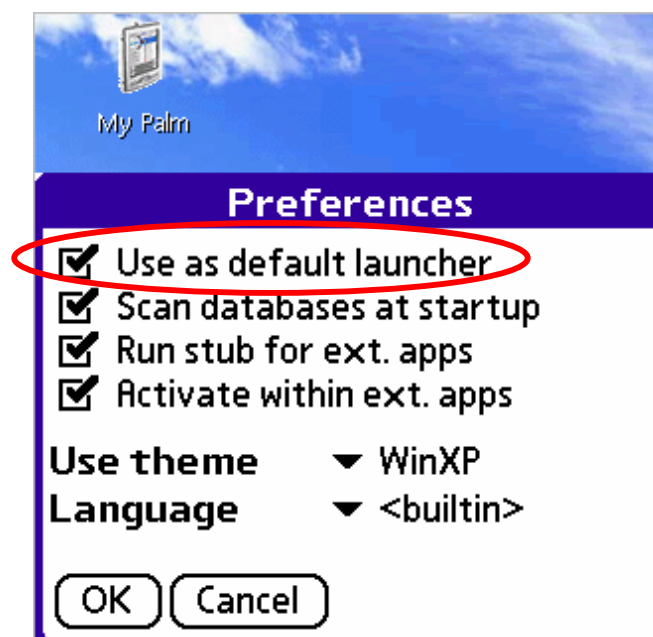 My Palm
Preferences
Use as default launcher
Scan databases at startup
Run stub for ext. apps
Activate within ext. apps
Use theme WinXP
Language <builtin>
OK Cancel